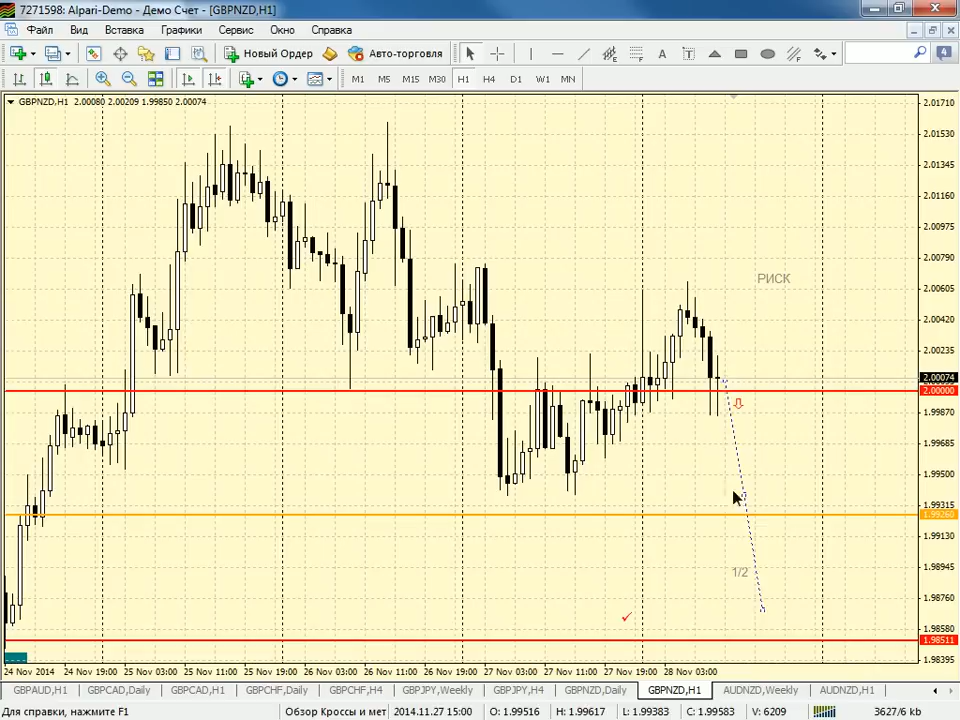 7271598: Alpari-Demo - Демо Счет - [GBPNZD,H1]
Файл Вид Вставка Графики Сервис Окно Справка
Новый Ордер Авто-торговля A T 4
M1 M5 M15 M30 H1 H4 D1 W1 MN
GBPNZD,H1 2.00080 2.00209 1.99850 2.00074
2.01710
2.01530
2.01345
2.01160
2.00975
РИСК
2.00790
2.00605
2.00420
2.00235
2.00074
2.00000
1.99870
1.99685
1.99500
1.99315
1.99260
1.99130
1/2
1.98945
1.98760
1.98580
1.98511
1.98395
24 Nov 2014 24 Nov 19:00 25 Nov 03:00 25 Nov 11:00 25 Nov 19:00 26 Nov 03:00 26 Nov 11:00 26 Nov 19:00 27 Nov 03:00 27 Nov 11:00 27 Nov 19:00 28 Nov 03:00
GBPAUD,H1 GBPCAD,Daily GBPCAD,H1 GBPCHF,Daily GBPCHF,H4 GBPJPY,Weekly GBPJPY,H4 GBPNZD,Daily GBPNZD,H1 AUDNZD,Weekly AUDNZD,H1
Для справки, нажмите F1 Обзор Кроссы и мет 2014.11.27 15:00 O: 1.99516 H: 1.99617 L: 1.99383 C: 1.99583 V: 6209 3627/6 kb